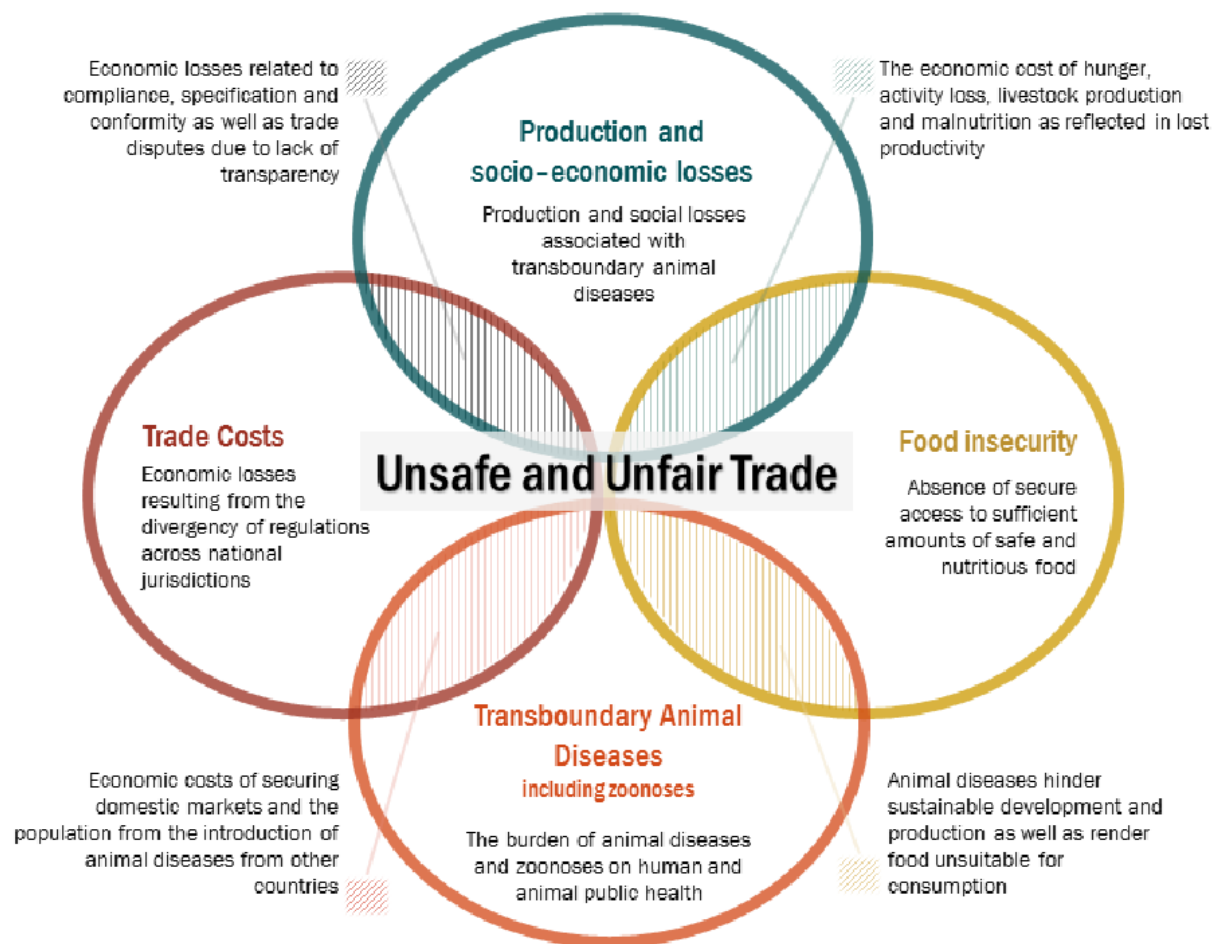 Economic losses related to
compliance, specification and
conformity as well as trade
disputes due to lack of
transparency
The economic cost of hunger,
activity loss, livestock production
and malnutrition as reflected in lost
productivity
Production and
socio-economic losses
Production and social losses
associated with
transboundary animal
diseases
Trade Costs
Economic losses
resulting from the
divergency of regulations
across national
jurisdictions
Unsafe and Unfair Trade
Food insecurity
Absence of secure
access to sufficient
amounts of safe and
nutritious food
Transboundary Animal
Diseases
including zoonoses
The burden of animal diseases
and zoonoses on human and
animal public health
Economic costs of securing
domestic markets and the
population from the introduction of
animal diseases from other
countries
Animal diseases hinder
sustainable development and
production as well as render
food unsuitable for
consumption